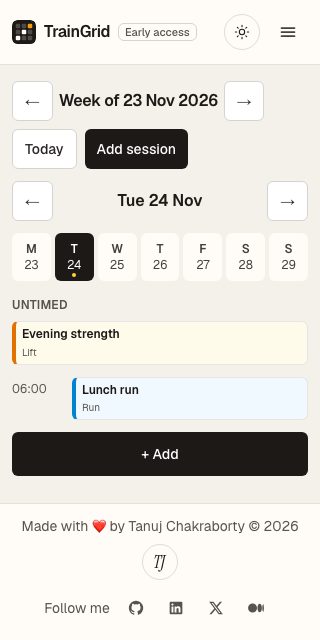 TrainGrid Early access
← Week of 23 Nov 2026 →
Today Add session
← Tue 24 Nov →
M T W T F S S
23 24 25 26 27 28 29
UNTIMED
Evening strength
Lift
06:00 Lunch run
Run
+ Add
Made with ❤️ by Tanuj Chakraborty © 2026
TJ
Follow me